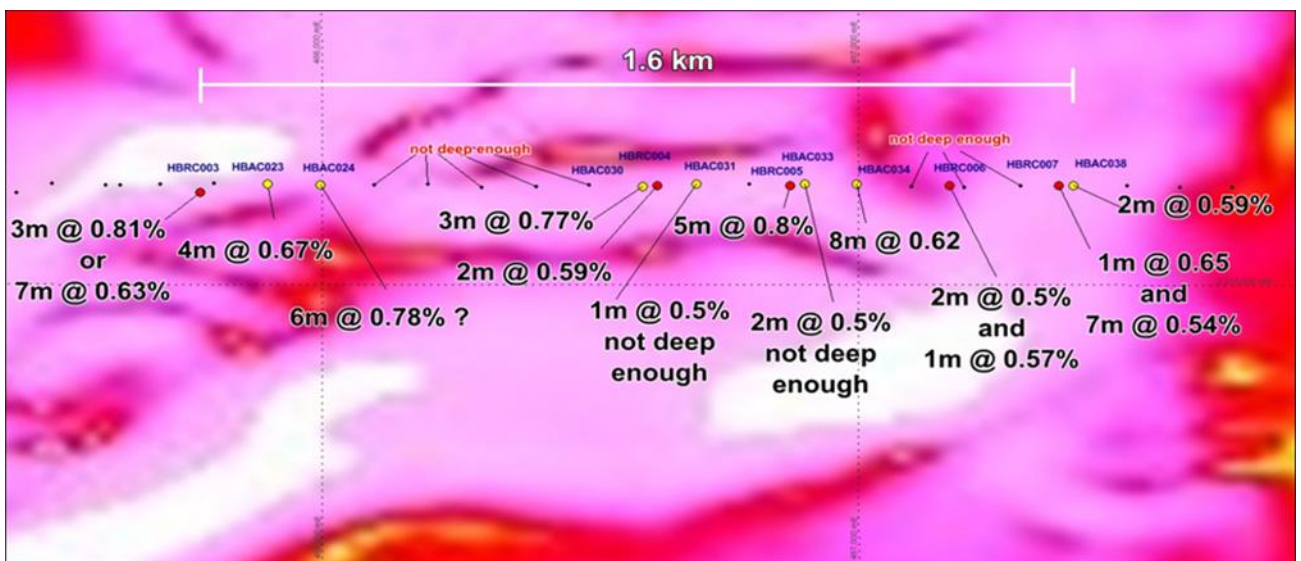 1.6 km
not deep enough
not deep enough
HBRC003
HBAC023
HBAC024
HBAC030
HBRC004
HBAC031
HBRC005
HBAC033
HBAC034
HBRC006
HBRC007
HBAC038
3m @ 0.81%
or
7m @ 0.63%
4m @ 0.67%
6m @ 0.78% ?
3m @ 0.77%
2m @ 0.59%
1m @ 0.5%
not deep
enough
5m @ 0.8%
2m @ 0.5%
not deep
enough
8m @ 0.62
2m @ 0.5%
and
1m @ 0.57%
2m @ 0.59%
1m @ 0.65
and
7m @ 0.54%